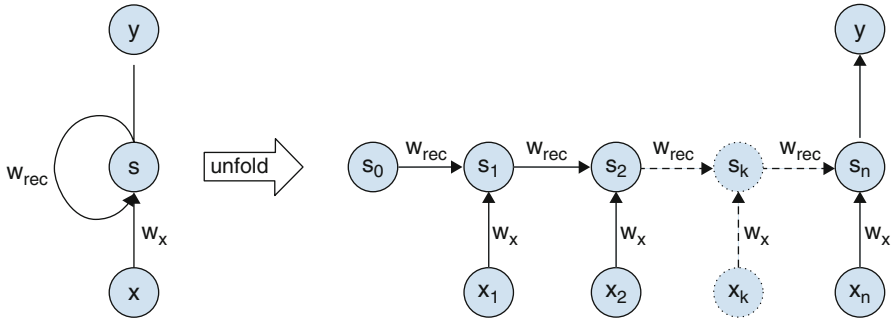 y
y
w_rec
s
unfold
s_0
w_rec
s_1
w_rec
s_2
w_rec
s_k
w_rec
s_n
w_x
w_x
w_x
w_x
w_x
x
x_1
x_2
x_k
x_n